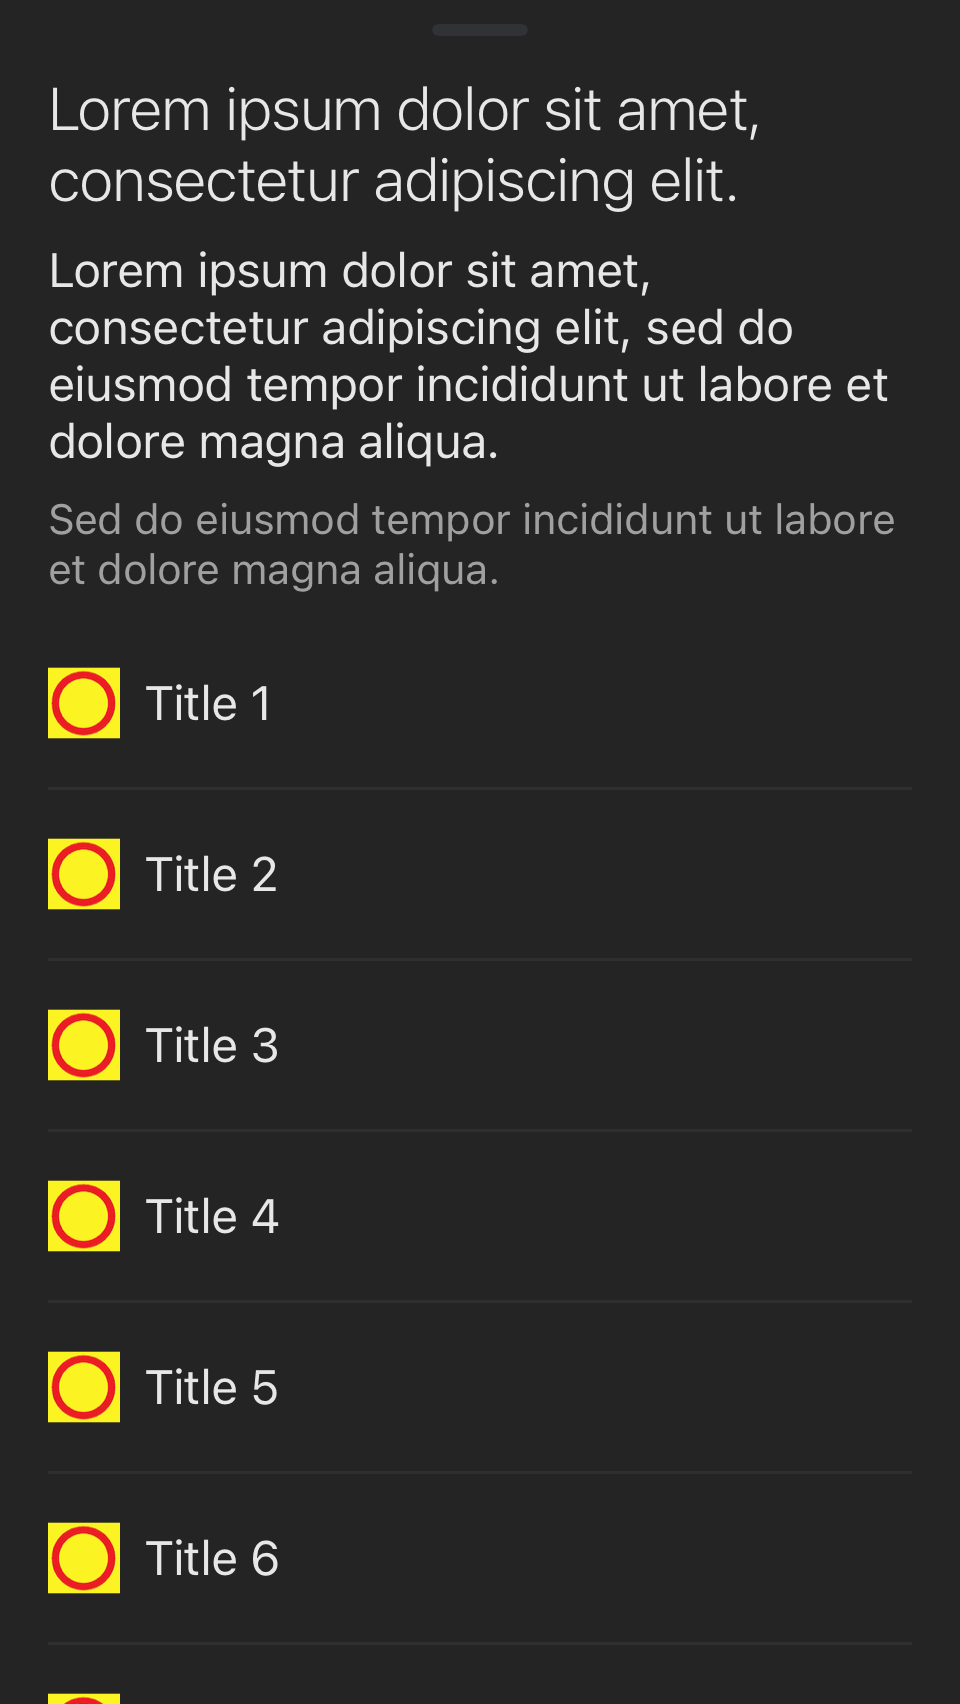 Lorem ipsum dolor sit amet,
consectetur adipiscing elit.
Lorem ipsum dolor sit amet,
consectetur adipiscing elit, sed do
eiusmod tempor incididunt ut labore et
dolore magna aliqua.
Sed do eiusmod tempor incididunt ut labore
et dolore magna aliqua.
Title 1
Title 2
Title 3
Title 4
Title 5
Title 6